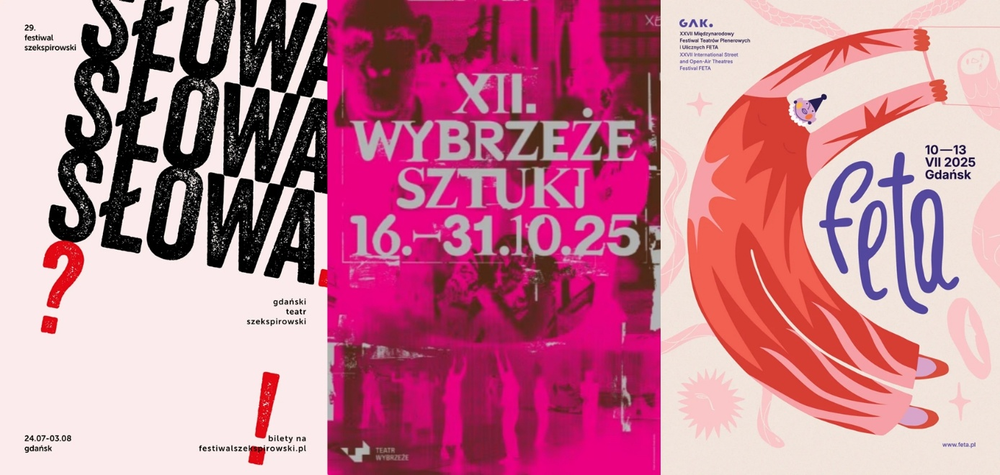 29.
festiwal
szekspirowski
SŁOWA
SŁOWA
SŁOWA
?
gdański
teatr
szekspirowski
!
24.07-03.08
gdańsk
bilety na
festiwalszekspirowski.pl
XII.
WYBRZEŻE
SZTUKI
16.–31.10.25
TEATR
WYBRZEŻE
GAK.
XXVII Międzynarodowy
Festiwal Teatrów Plenerowych
i Ulicznych FETA
XXVII International Street
and Open-Air Theatres
Festival FETA
10—13
VII 2025
Gdańsk
feta
www.feta.pl